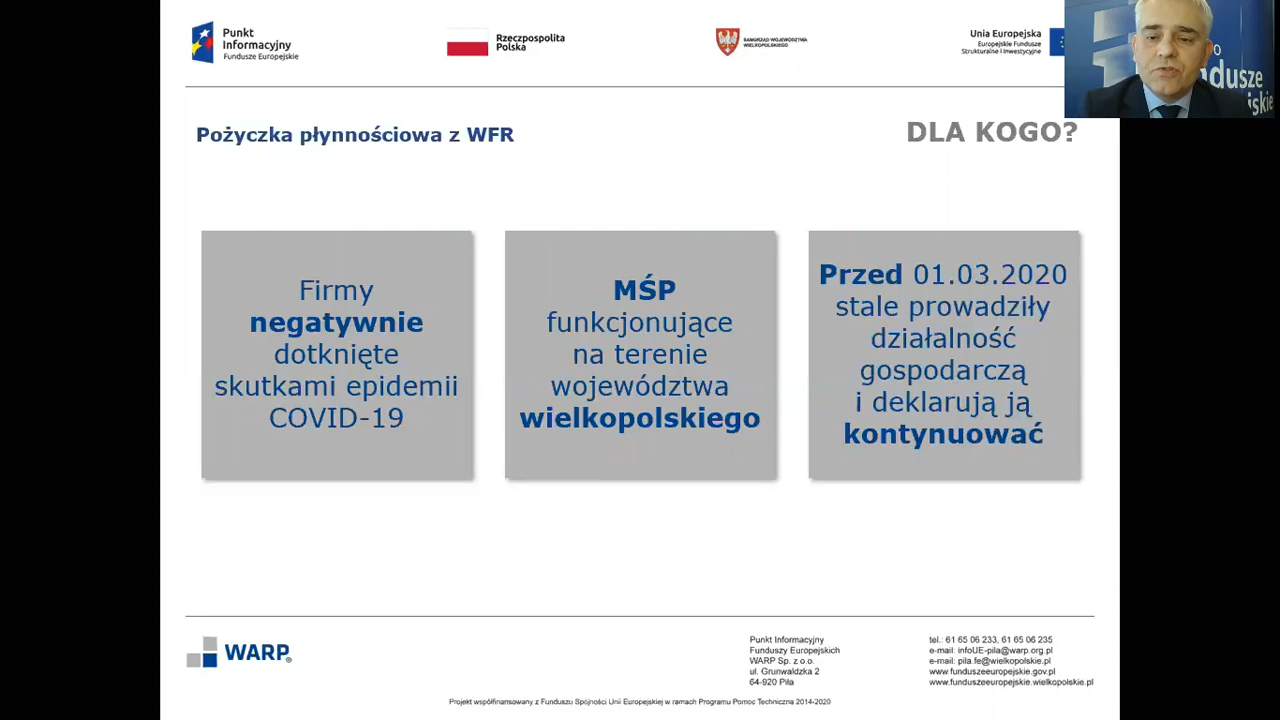 Punkt
Informacyjny
Fundusze Europejskie
Rzeczpospolita
Polska
SAMORZĄD WOJEWÓDZTWA
WIELKOPOLSKIEGO
Unia Europejska
Europejskie Fundusze
Strukturalne i Inwestycyjne
Pożyczka płynnościowa z WFR
DLA KOGO?
Firmy
negatywnie
dotknięte
skutkami epidemii
COVID-19
MŚP
funkcjonujące
na terenie
województwa
wielkopolskiego
Przed 01.03.2020
stale prowadziły
działalność
gospodarczą
i deklarują ją
kontynuować
WARP
Punkt Informacyjny
Funduszy Europejskich
WARP Sp. z o.o.
ul. Grunwaldzka 2
64-920 Piła
tel.: 61 65 06 233, 61 65 06 235
e-mail: infoUE-pila@warp.org.pl
e-mail: pila.fe@wielkopolskie.pl
www.funduszeeuropejskie.gov.pl
www.funduszeeuropejskie.wielkopolskie.pl
Projekt współfinansowany z Funduszu Spójności Unii Europejskiej w ramach Programu Pomoc Techniczna 2014-2020